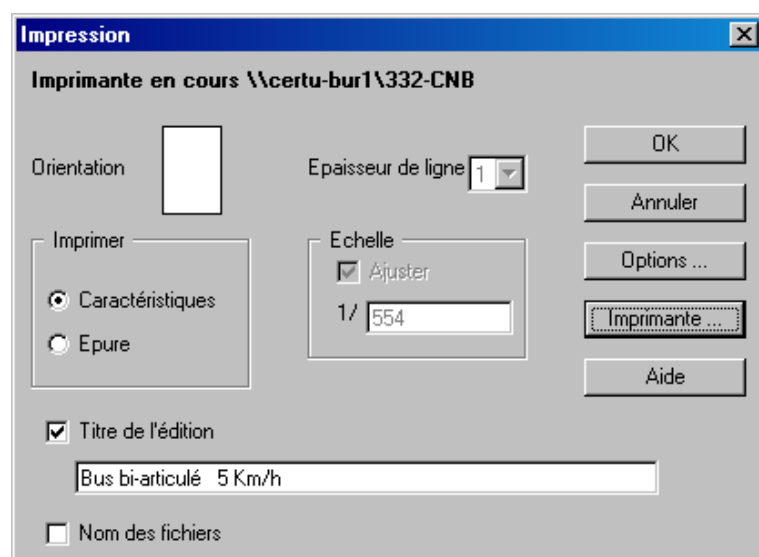 Impression
Imprimante en cours \\certu-bur1\332-CNB
Orientation
Epaisseur de ligne 1
OK
Annuler
Imprimer
Echelle
Ajuster
Options ...
Caractéristiques
1/ 554
Imprimante ...
Epure
Aide
Titre de l'édition
Bus bi-articulé 5 Km/h
Nom des fichiers